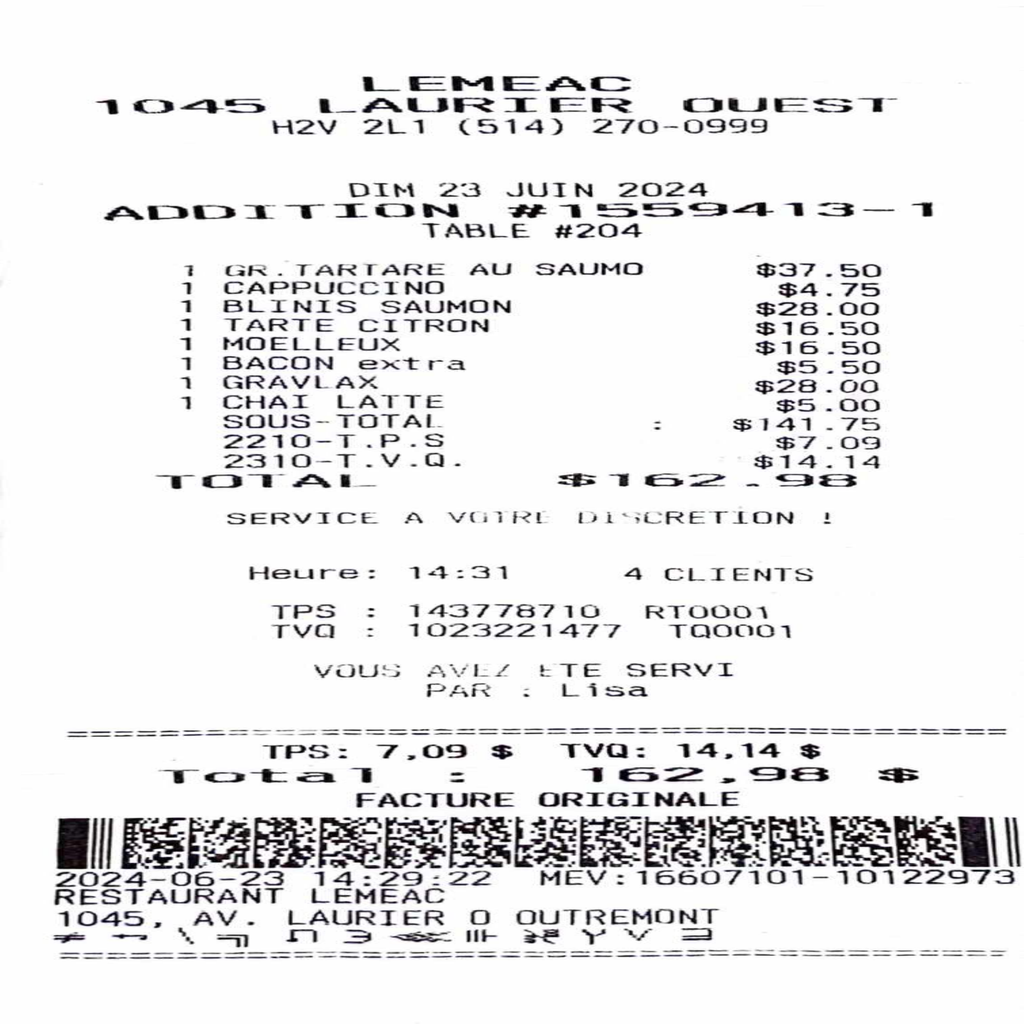 LEMEAC
1045 LAURIER OUEST
H2V 2L1 (514) 270-0999
DIM 23 JUIN 2024
ADDITION #1559413-1
TABLE #204
1 GR.TARTARE AU SAUMO $37.50
1 CAPPUCCINO $4.75
1 BLINIS SAUMON $28.00
1 TARTE CITRON $16.50
1 MOELLEUX $16.50
1 BACON extra $5.50
1 GRAVLAX $28.00
1 CHAI LATTE $5.00
SOUS-TOTAL : $141.75
2210-T.P.S $7.09
2310-T.V.Q. $14.14
TOTAL $162.98
SERVICE A VOTRE DISCRETION !
Heure: 14:31 4 CLIENTS
TPS : 143778710 RT0001
TVQ : 1023221477 TQ0001
VOUS AVEZ ETE SERVI
PAR : Lisa
TPS: 7,09 $ TVQ: 14,14 $
Total : 162,98 $
FACTURE ORIGINALE
2024-06-23 14:29:22 MEV:16607101-10122973
RESTAURANT LEMEAC
1045, AV. LAURIER O OUTREMONT